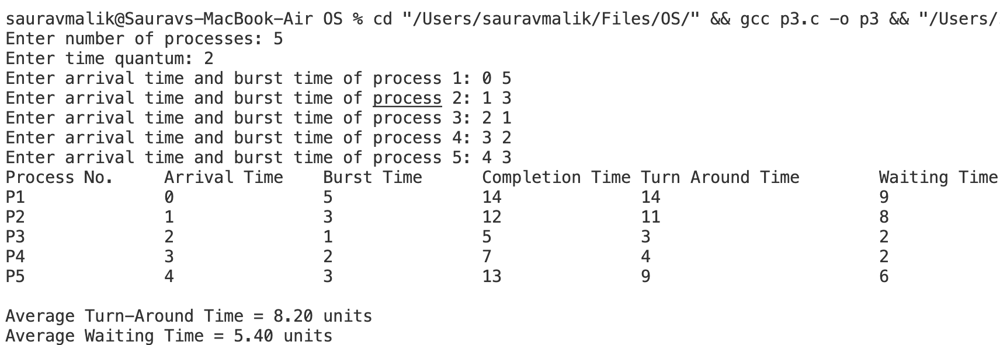 sauravmalik@Sauravs-MacBook-Air OS % cd "/Users/sauravmalik/Files/OS/" && gcc p3.c -o p3 && "/Users/
Enter number of processes: 5
Enter time quantum: 2
Enter arrival time and burst time of process 1: 0 5
Enter arrival time and burst time of process 2: 1 3
Enter arrival time and burst time of process 3: 2 1
Enter arrival time and burst time of process 4: 3 2
Enter arrival time and burst time of process 5: 4 3
Process No. Arrival Time Burst Time Completion Time Turn Around Time Waiting Time
P1 0 5 14 14 9
P2 1 3 12 11 8
P3 2 1 5 3 2
P4 3 2 7 4 2
P5 4 3 13 9 6
Average Turn-Around Time = 8.20 units
Average Waiting Time = 5.40 units